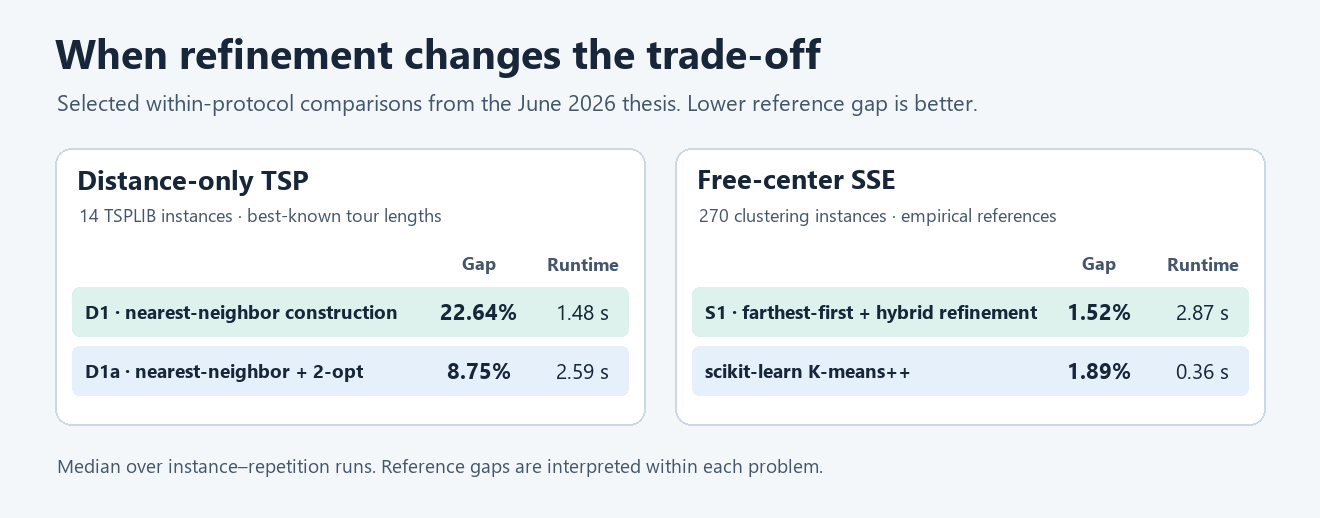 When refinement changes the trade-off
Selected within-protocol comparisons from the June 2026 thesis. Lower reference gap is better.
Distance-only TSP
14 TSPLIB instances · best-known tour lengths
Gap Runtime
D1 · nearest-neighbor construction 22.64% 1.48 s
D1a · nearest-neighbor + 2-opt 8.75% 2.59 s
Free-center SSE
270 clustering instances · empirical references
Gap Runtime
S1 · farthest-first + hybrid refinement 1.52% 2.87 s
scikit-learn K-means++ 1.89% 0.36 s
Median over instance–repetition runs. Reference gaps are interpreted within each problem.